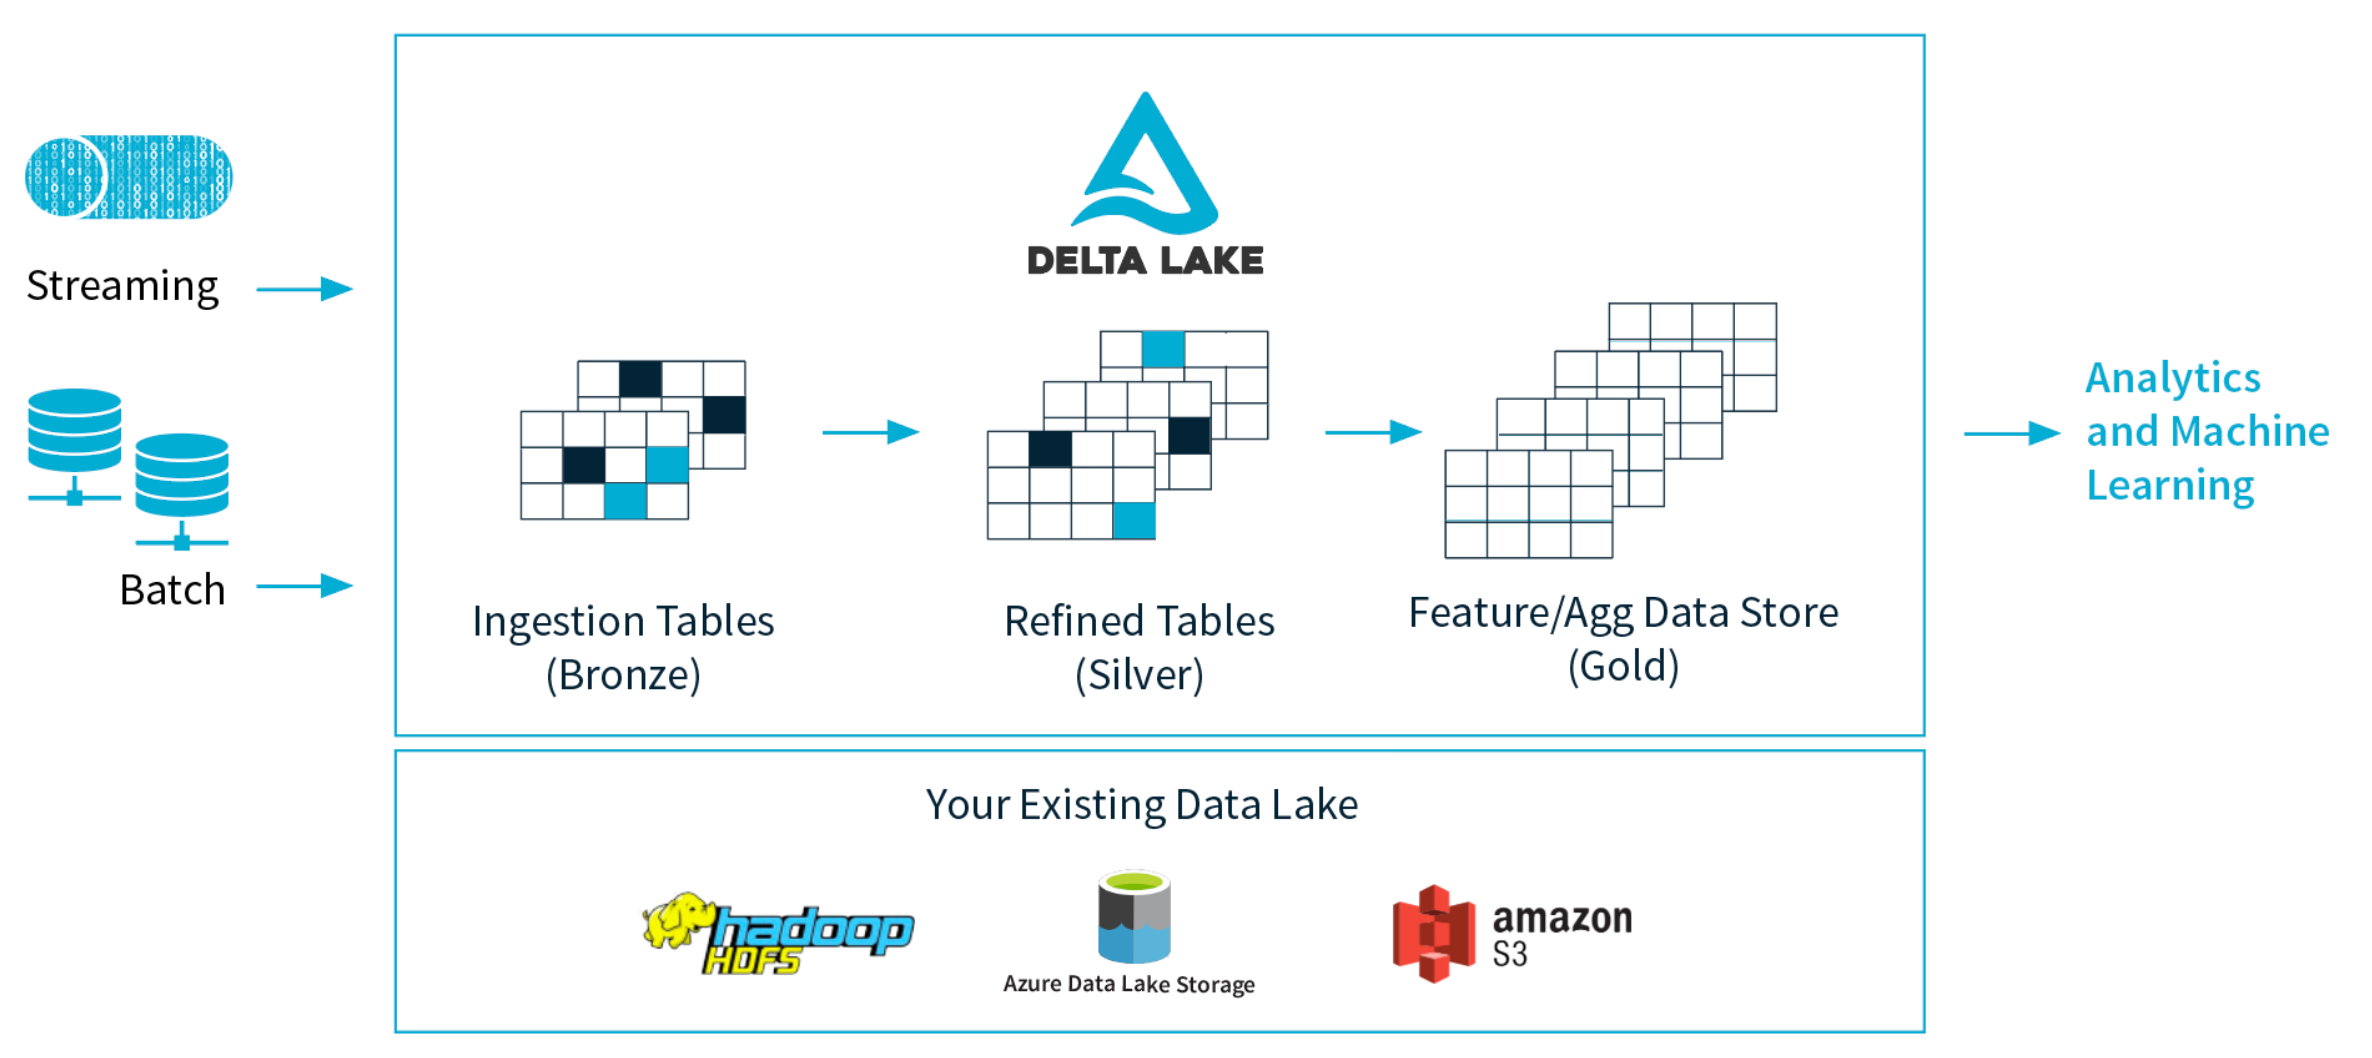 DELTA LAKE
Streaming
Batch
Ingestion Tables
(Bronze)
Refined Tables
(Silver)
Feature/Agg Data Store
(Gold)
Analytics
and Machine
Learning
Your Existing Data Lake
hadoop
HDFS
Azure Data Lake Storage
amazon
S3